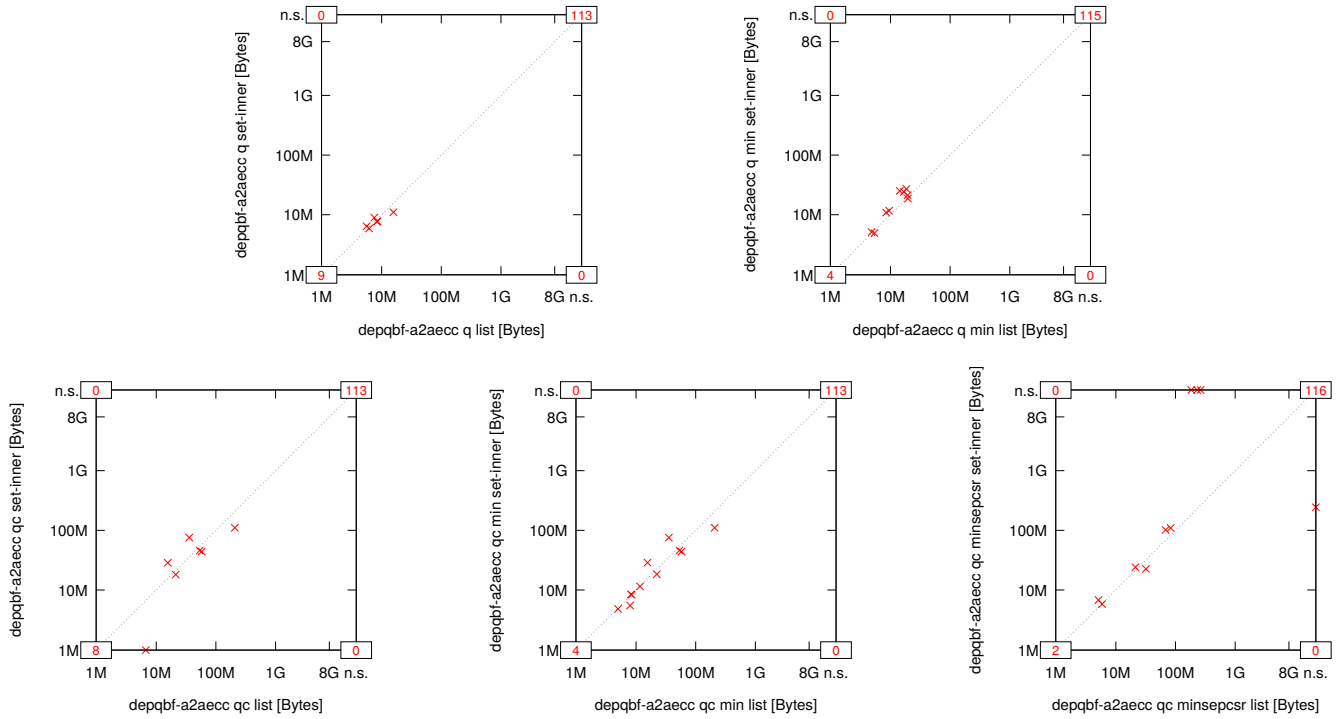 n.s.
0
113
8G
1G
100M
10M
1M
9
0
1M
10M
100M
1G
8G n.s.
depqbf-a2aecc q set-inner [Bytes]
depqbf-a2aecc q list [Bytes]
n.s.
0
115
8G
1G
100M
10M
1M
4
0
1M
10M
100M
1G
8G n.s.
depqbf-a2aecc q min set-inner [Bytes]
depqbf-a2aecc q min list [Bytes]
n.s.
0
113
8G
1G
100M
10M
1M
8
0
1M
10M
100M
1G
8G n.s.
depqbf-a2aecc qc set-inner [Bytes]
depqbf-a2aecc qc list [Bytes]
n.s.
0
113
8G
1G
100M
10M
1M
4
0
1M
10M
100M
1G
8G n.s.
depqbf-a2aecc qc min set-inner [Bytes]
depqbf-a2aecc qc min list [Bytes]
n.s.
0
116
8G
1G
100M
10M
1M
2
0
1M
10M
100M
1G
8G n.s.
depqbf-a2aecc qc minsepcsr set-inner [Bytes]
depqbf-a2aecc qc minsepcsr list [Bytes]